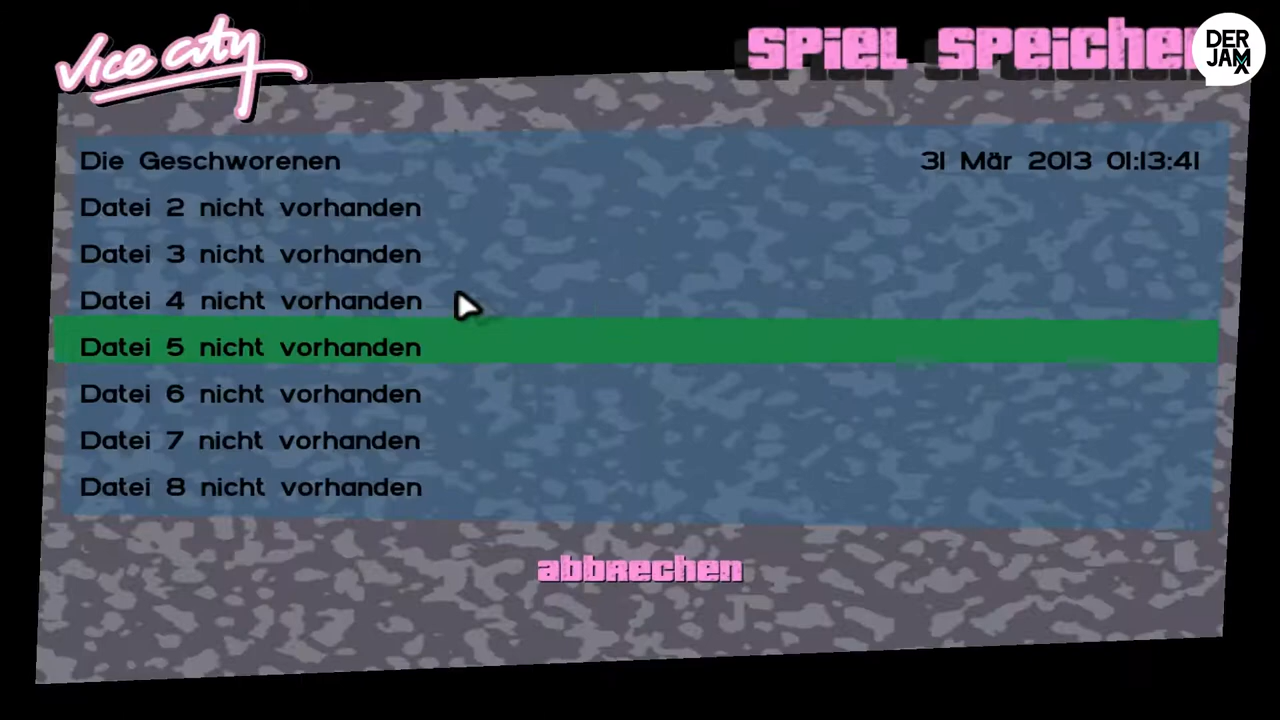 vice city
SPIEL SPEICHERN
DER
JAM
Die Geschworenen 31 Mär 2013 01:13:41
Datei 2 nicht vorhanden
Datei 3 nicht vorhanden
Datei 4 nicht vorhanden
Datei 5 nicht vorhanden
Datei 6 nicht vorhanden
Datei 7 nicht vorhanden
Datei 8 nicht vorhanden
abbrechen